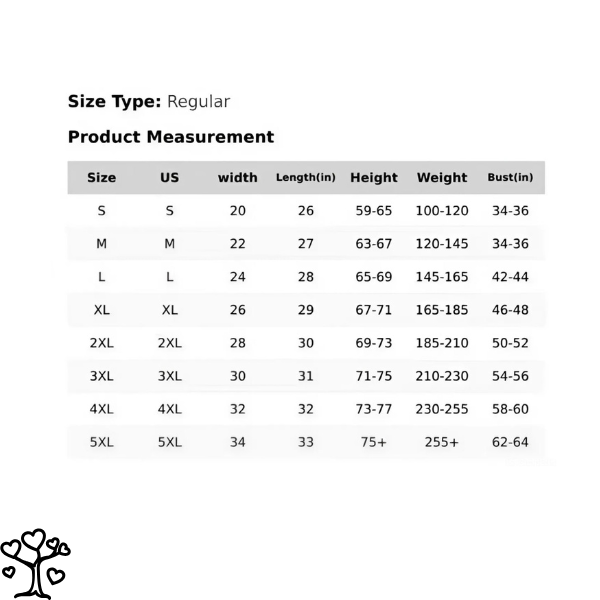 Size Type: Regular
Product Measurement
Size US width Length(in) Height Weight Bust(in)
S S 20 26 59-65 100-120 34-36
M M 22 27 63-67 120-145 34-36
L L 24 28 65-69 145-165 42-44
XL XL 26 29 67-71 165-185 46-48
2XL 2XL 28 30 69-73 185-210 50-52
3XL 3XL 30 31 71-75 210-230 54-56
4XL 4XL 32 32 73-77 230-255 58-60
5XL 5XL 34 33 75+ 255+ 62-64